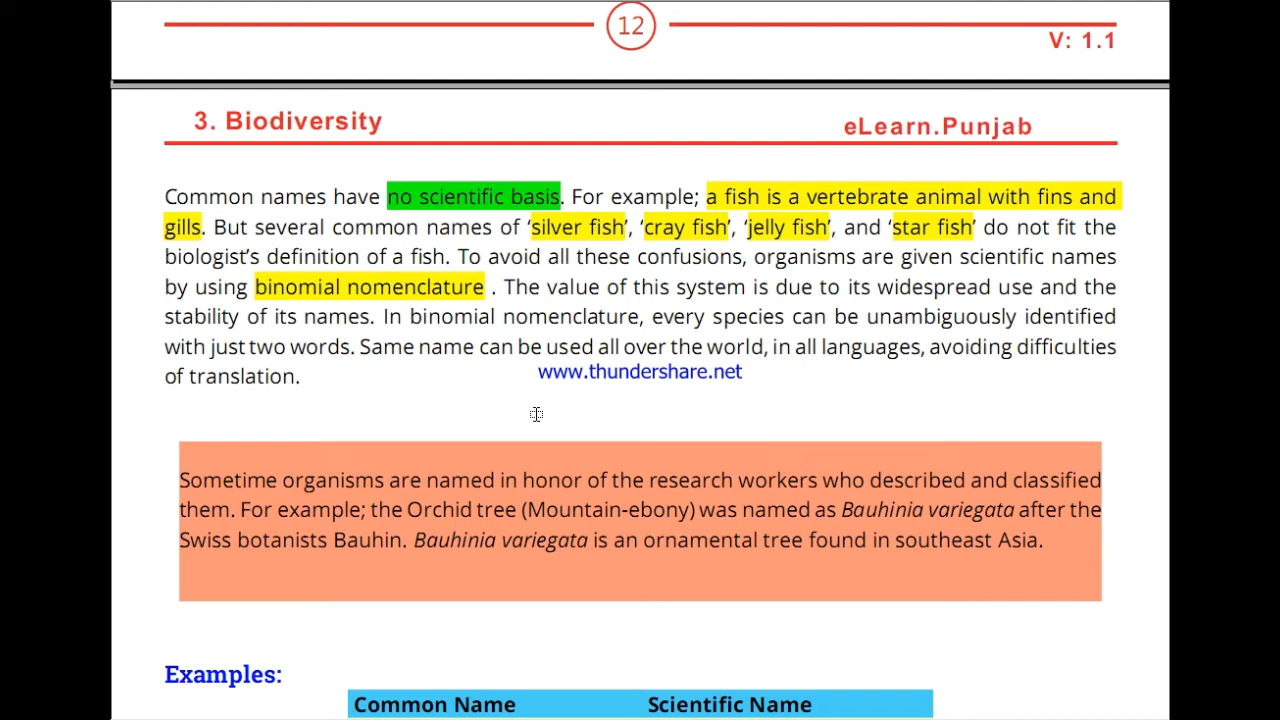 12
V: 1.1
3. Biodiversity
eLearn.Punjab
Common names have no scientific basis. For example; a fish is a vertebrate animal with fins and
gills. But several common names of ‘silver fish’, ‘cray fish’, ‘jelly fish’, and ‘star fish’ do not fit the
biologist’s definition of a fish. To avoid all these confusions, organisms are given scientific names
by using binomial nomenclature . The value of this system is due to its widespread use and the
stability of its names. In binomial nomenclature, every species can be unambiguously identified
with just two words. Same name can be used all over the world, in all languages, avoiding difficulties
of translation.
www.thundershare.net
Sometime organisms are named in honor of the research workers who described and classified
them. For example; the Orchid tree (Mountain-ebony) was named as Bauhinia variegata after the
Swiss botanists Bauhin. Bauhinia variegata is an ornamental tree found in southeast Asia.
Examples:
Common Name Scientific Name